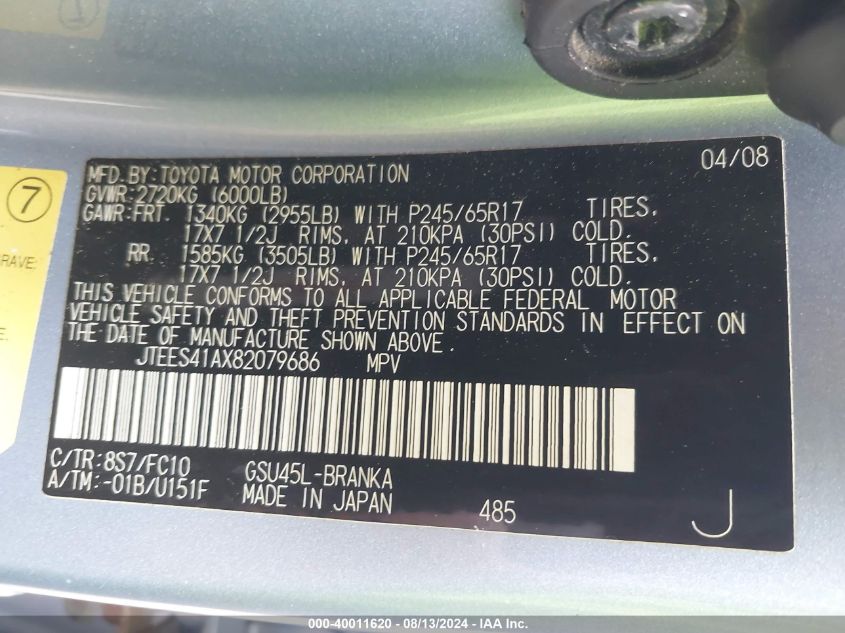 1
7
RAVE,
MFD. BY: TOYOTA MOTOR CORPORATION 04/08
GVWR: 2720KG (6000LB)
GAWR: FRT. 1340KG (2955LB) WITH P245/65R17 TIRES,
17X7 1/2J RIMS, AT 210KPA (30PSI) COLD.
RR. 1585KG (3505LB) WITH P245/65R17 TIRES,
17X7 1/2J RIMS, AT 210KPA (30PSI) COLD.
THIS VEHICLE CONFORMS TO ALL APPLICABLE FEDERAL MOTOR
VEHICLE SAFETY AND THEFT PREVENTION STANDARDS IN EFFECT ON
THE DATE OF MANUFACTURE SHOWN ABOVE.
JTEES41AX82079686 MPV
C/TR: 8S7/FC10 GSU45L-BRANKA
A/TM: -01B/U151F MADE IN JAPAN 485 J
000-40011620 - 08/13/2024 - IAA Inc.